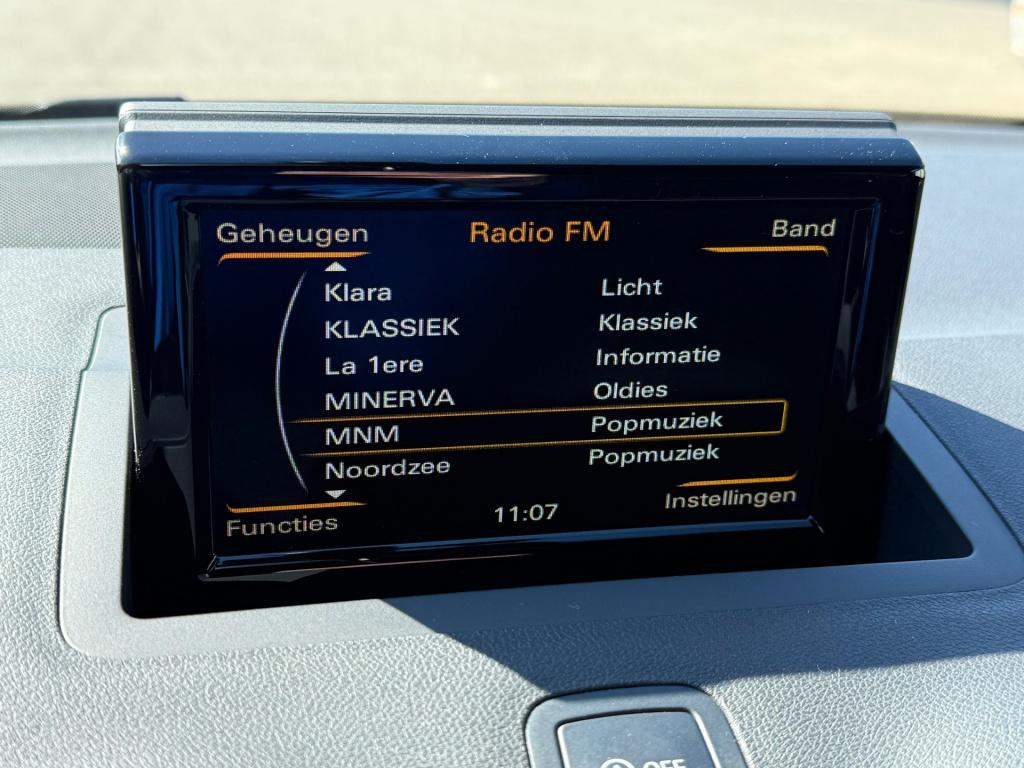 Geheugen Radio FM Band
Klara Licht
KLASSIEK Klassiek
La 1ere Informatie
MINERVA Oldies
MNM Popmuziek
Noordzee Popmuziek
Functies 11:07 Instellingen
OFF